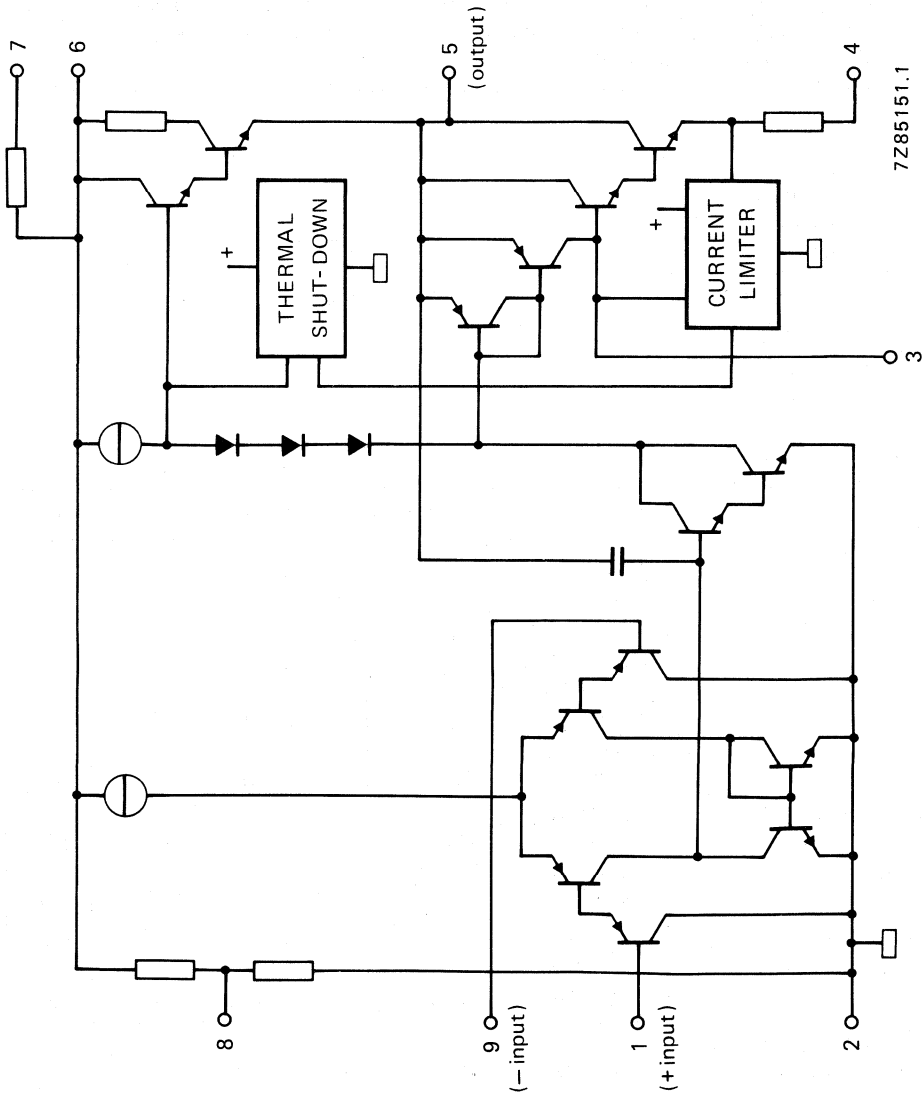 7
6
5
(output)
4
+
THERMAL
SHUT-DOWN
+
CURRENT
LIMITER
3
8
9
(–input)
1
(+input)
2
7Z85151.1